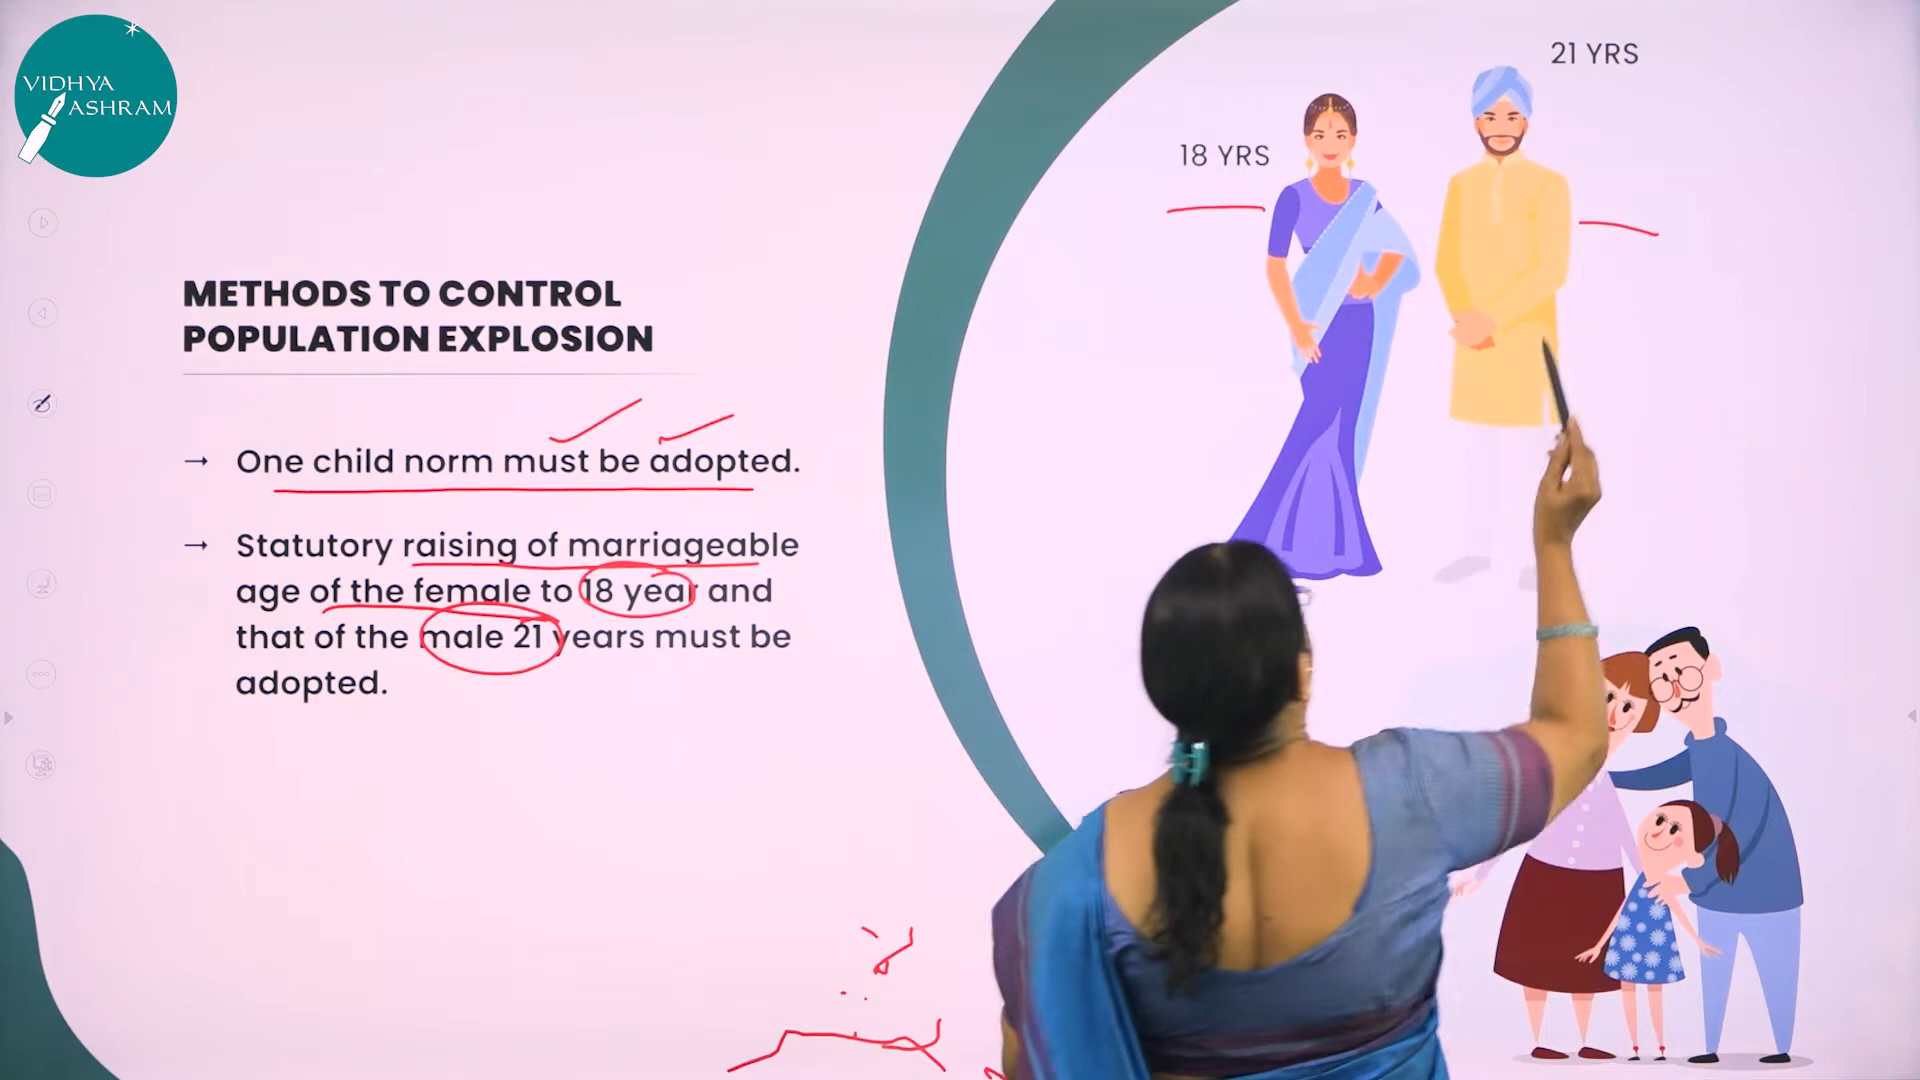 VIDHYA
ASHRAM
21 YRS
18 YRS
METHODS TO CONTROL
POPULATION EXPLOSION
→ One child norm must be adopted.
→ Statutory raising of marriageable
age of the female to 18 year and
that of the male 21 years must be
adopted.